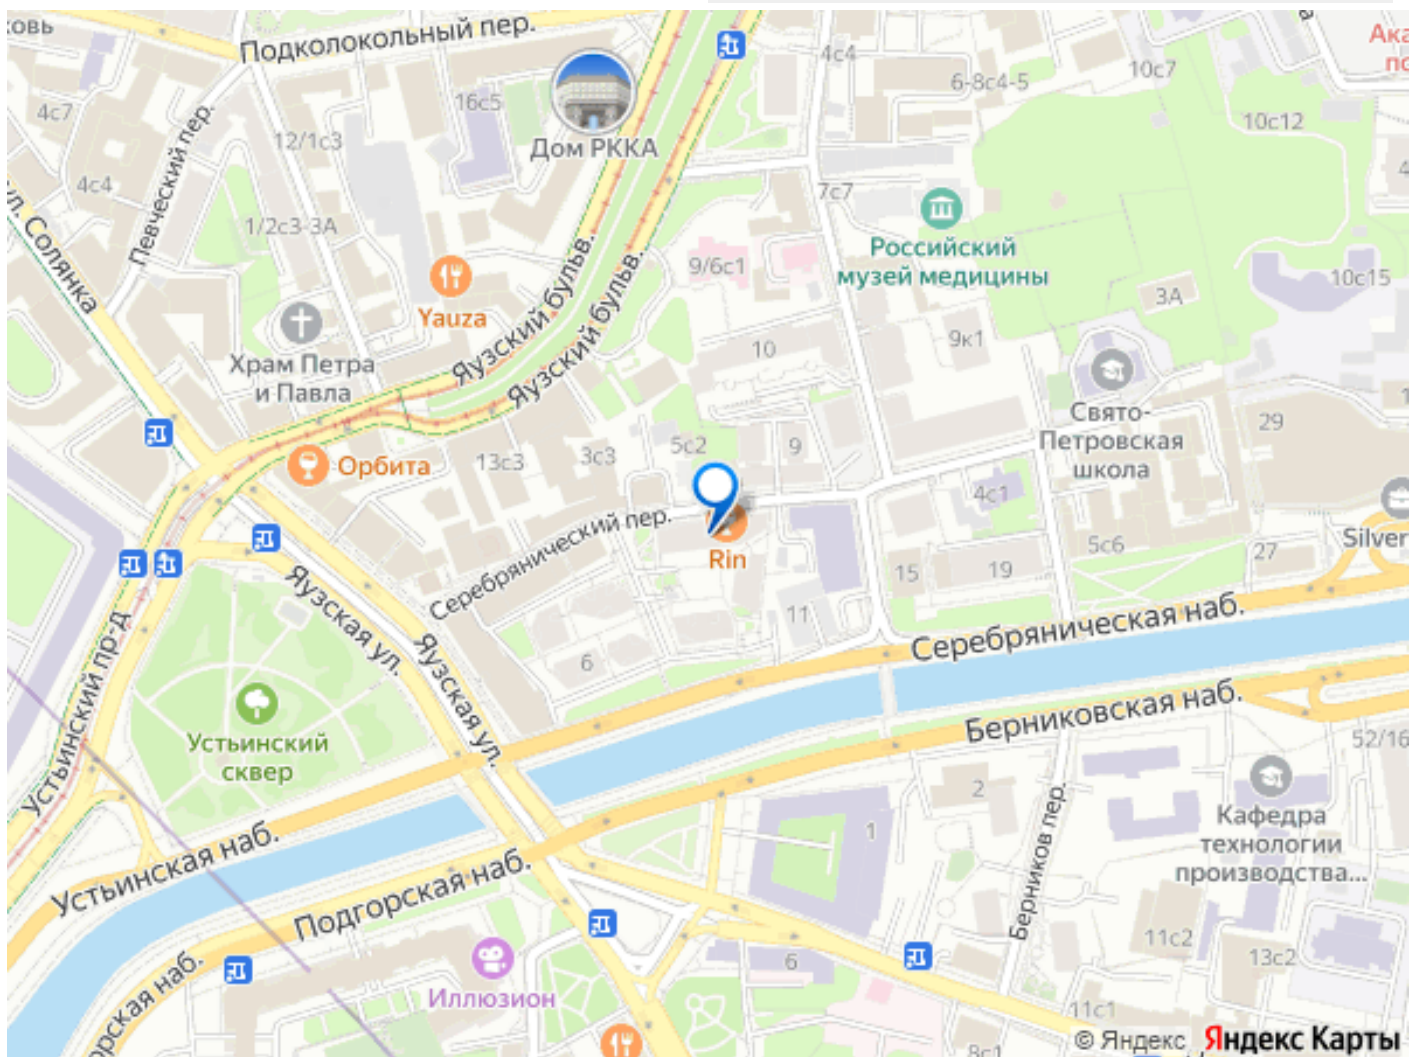 овь
Подколокольный пер.
4с7
16с5
Дом РККА
12/1с3
Певческий пер.
4с4
ул. Солянка
1/2с3-3А
Yauza
Храм Петра
и Павла
Яузский бульв.
Яузский бульв.
4с4
6-8с4-5
10с7
Ака
по
10с12
7с7
4
Российский
музей медицины
9/6с1
3А
10с15
9к1
10
Свято-
Петровская
школа
29
1
5с2
9
3с3
13с3
Орбита
4с1
Серебрянический пер.
Rin
5с6
27
Silver
15
19
11
6
Серебряническая наб.
Яузская ул.
Яузская ул.
Устьинский пр-д
Устьинский
сквер
Берниковская наб.
52/16
2
Кафедра
технологии
производства...
1
Берников пер.
Устьинская наб.
Подгорская наб.
орская наб.
Иллюзион
6
11с2
13с2
11с1
8с1
© Яндекс Яндекс Карты